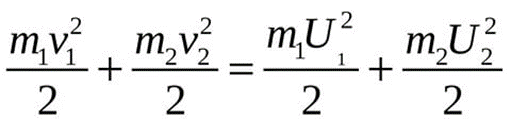 m₁v₁²/2 + m₂v₂²/2 = m₁U₁²/2 + m₂U₂²/2